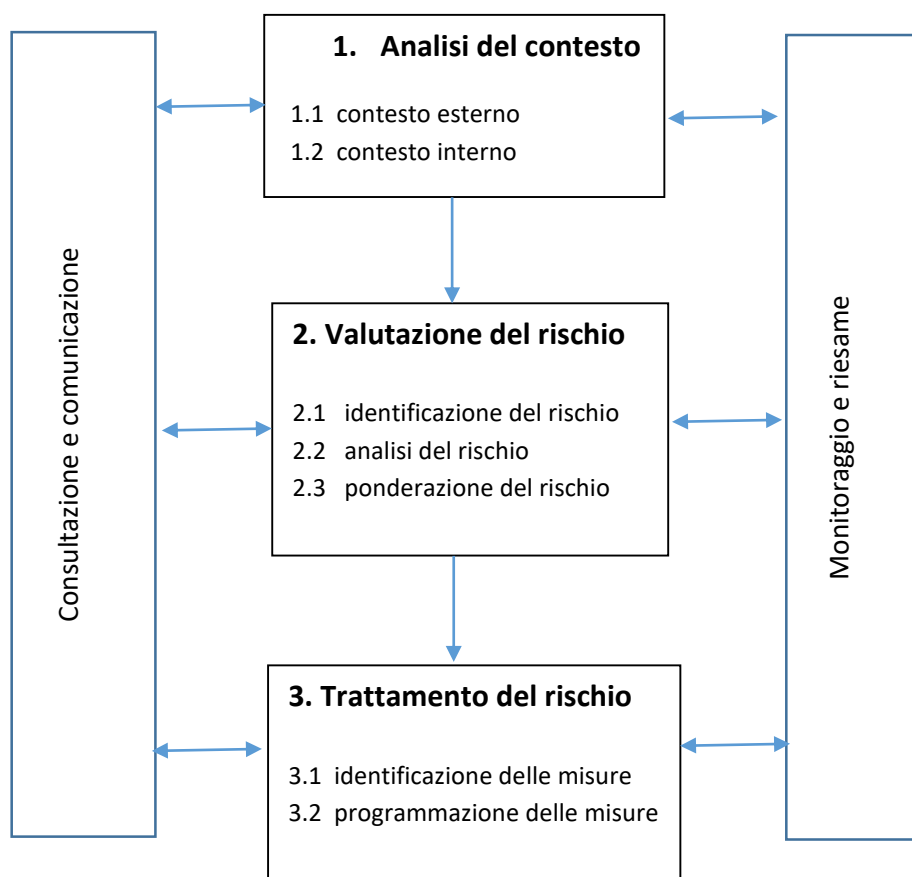 Consultazione e comunicazione
1. Analisi del contesto
1.1 contesto esterno
1.2 contesto interno
2. Valutazione del rischio
2.1 identificazione del rischio
2.2 analisi del rischio
2.3 ponderazione del rischio
3. Trattamento del rischio
3.1 identificazione delle misure
3.2 programmazione delle misure
Monitoraggio e riesame